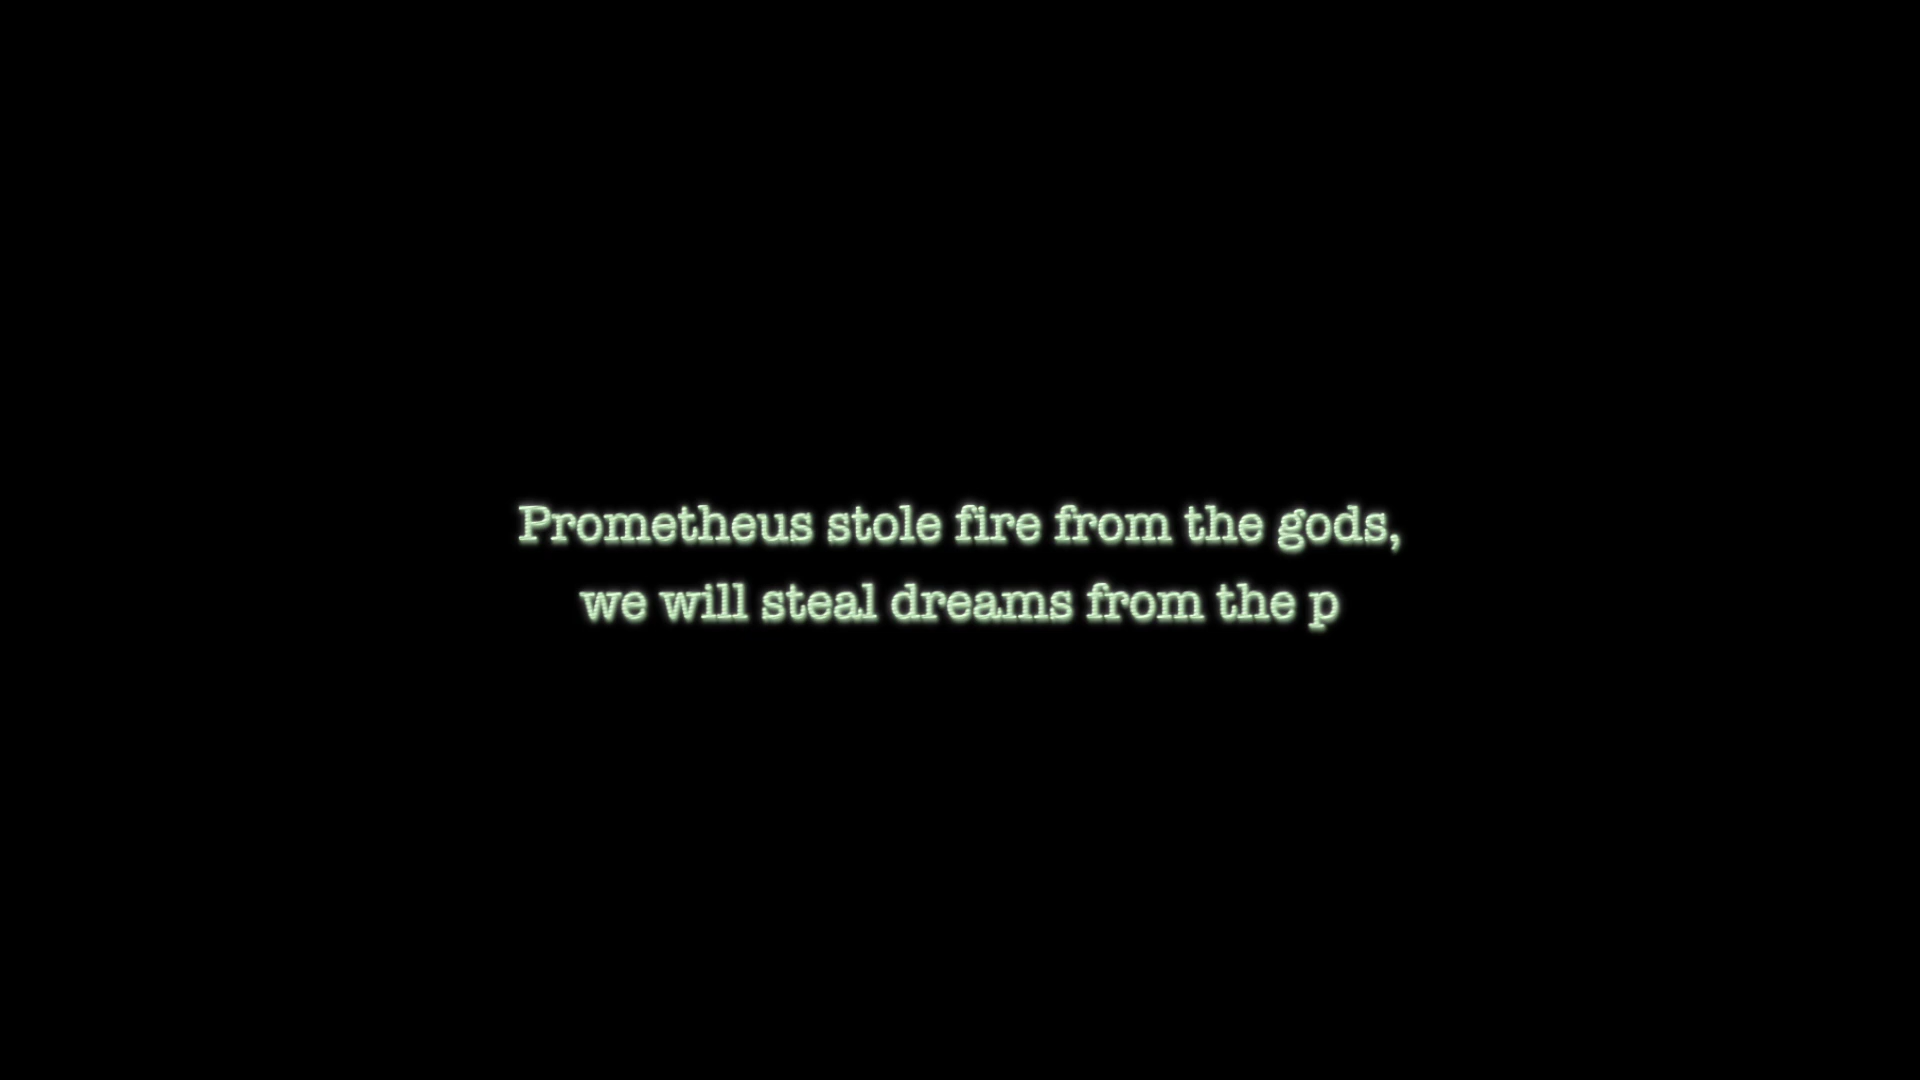 Prometheus stole fire from the gods,
we will steal dreams from the p